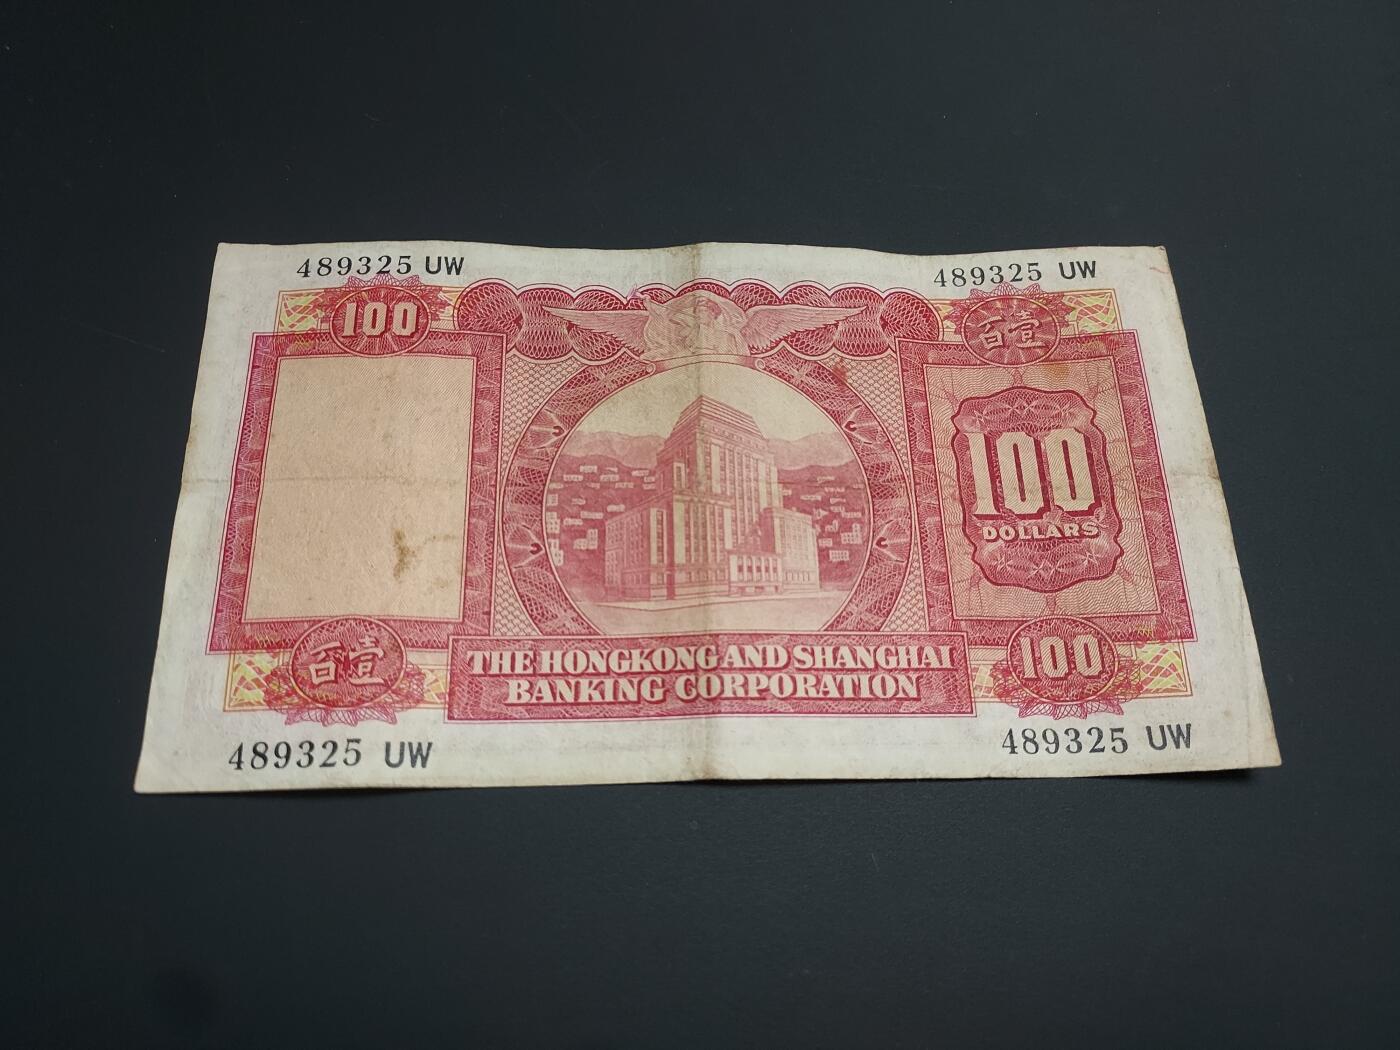 489325 UW
489325 UW
100
百壹
100
DOLLARS
百壹
THE HONGKONG AND SHANGHAI
BANKING CORPORATION
100
489325 UW
489325 UW